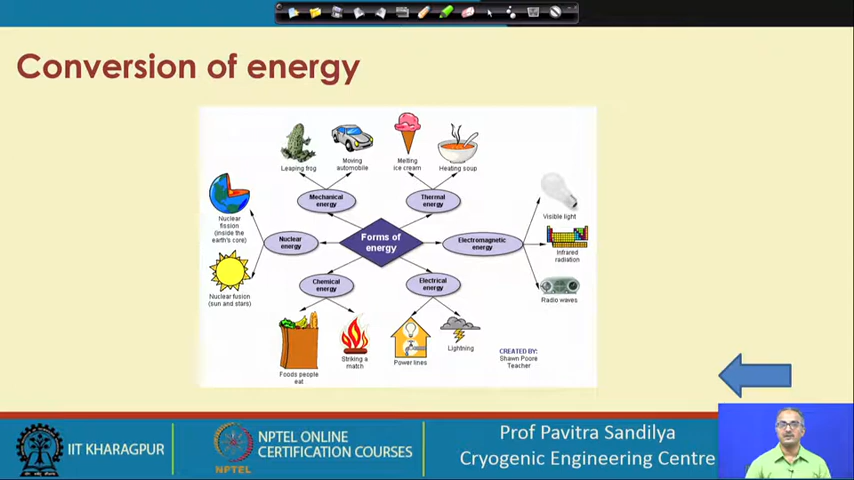 Conversion of energy
Leaping frog
Moving
automobile
Melting
ice cream
Heating soup
Mechanical
energy
Thermal
energy
Nuclear
fission
(inside the
earth's core)
Visible light
Nuclear
energy
Forms of
energy
Electromagnetic
energy
Infrared
radiation
Nuclear fusion
(sun and stars)
Chemical
energy
Electrical
energy
Radio waves
Foods people
eat
Striking a
match
Power lines
Lightning
CREATED BY:
Shawn Poore
Teacher
IIT KHARAGPUR
NPTEL
NPTEL ONLINE
CERTIFICATION COURSES
Prof Pavitra Sandilya
Cryogenic Engineering Centre